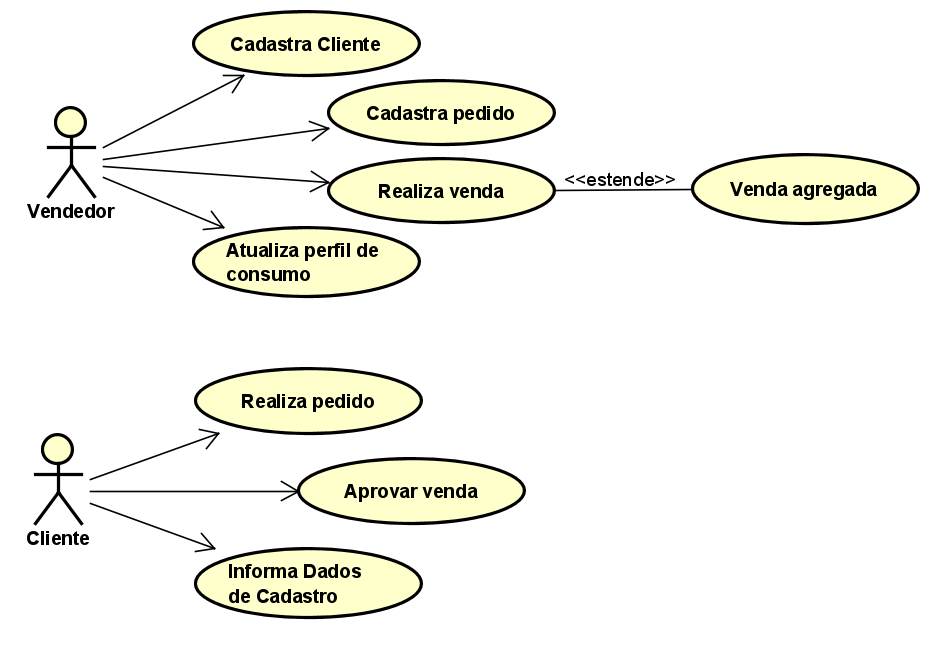 Cadastra Cliente
Cadastra pedido
Realiza venda
<<estende>>
Venda agregada
Vendedor
Atualiza perfil de
consumo
Realiza pedido
Aprovar venda
Cliente
Informa Dados
de Cadastro